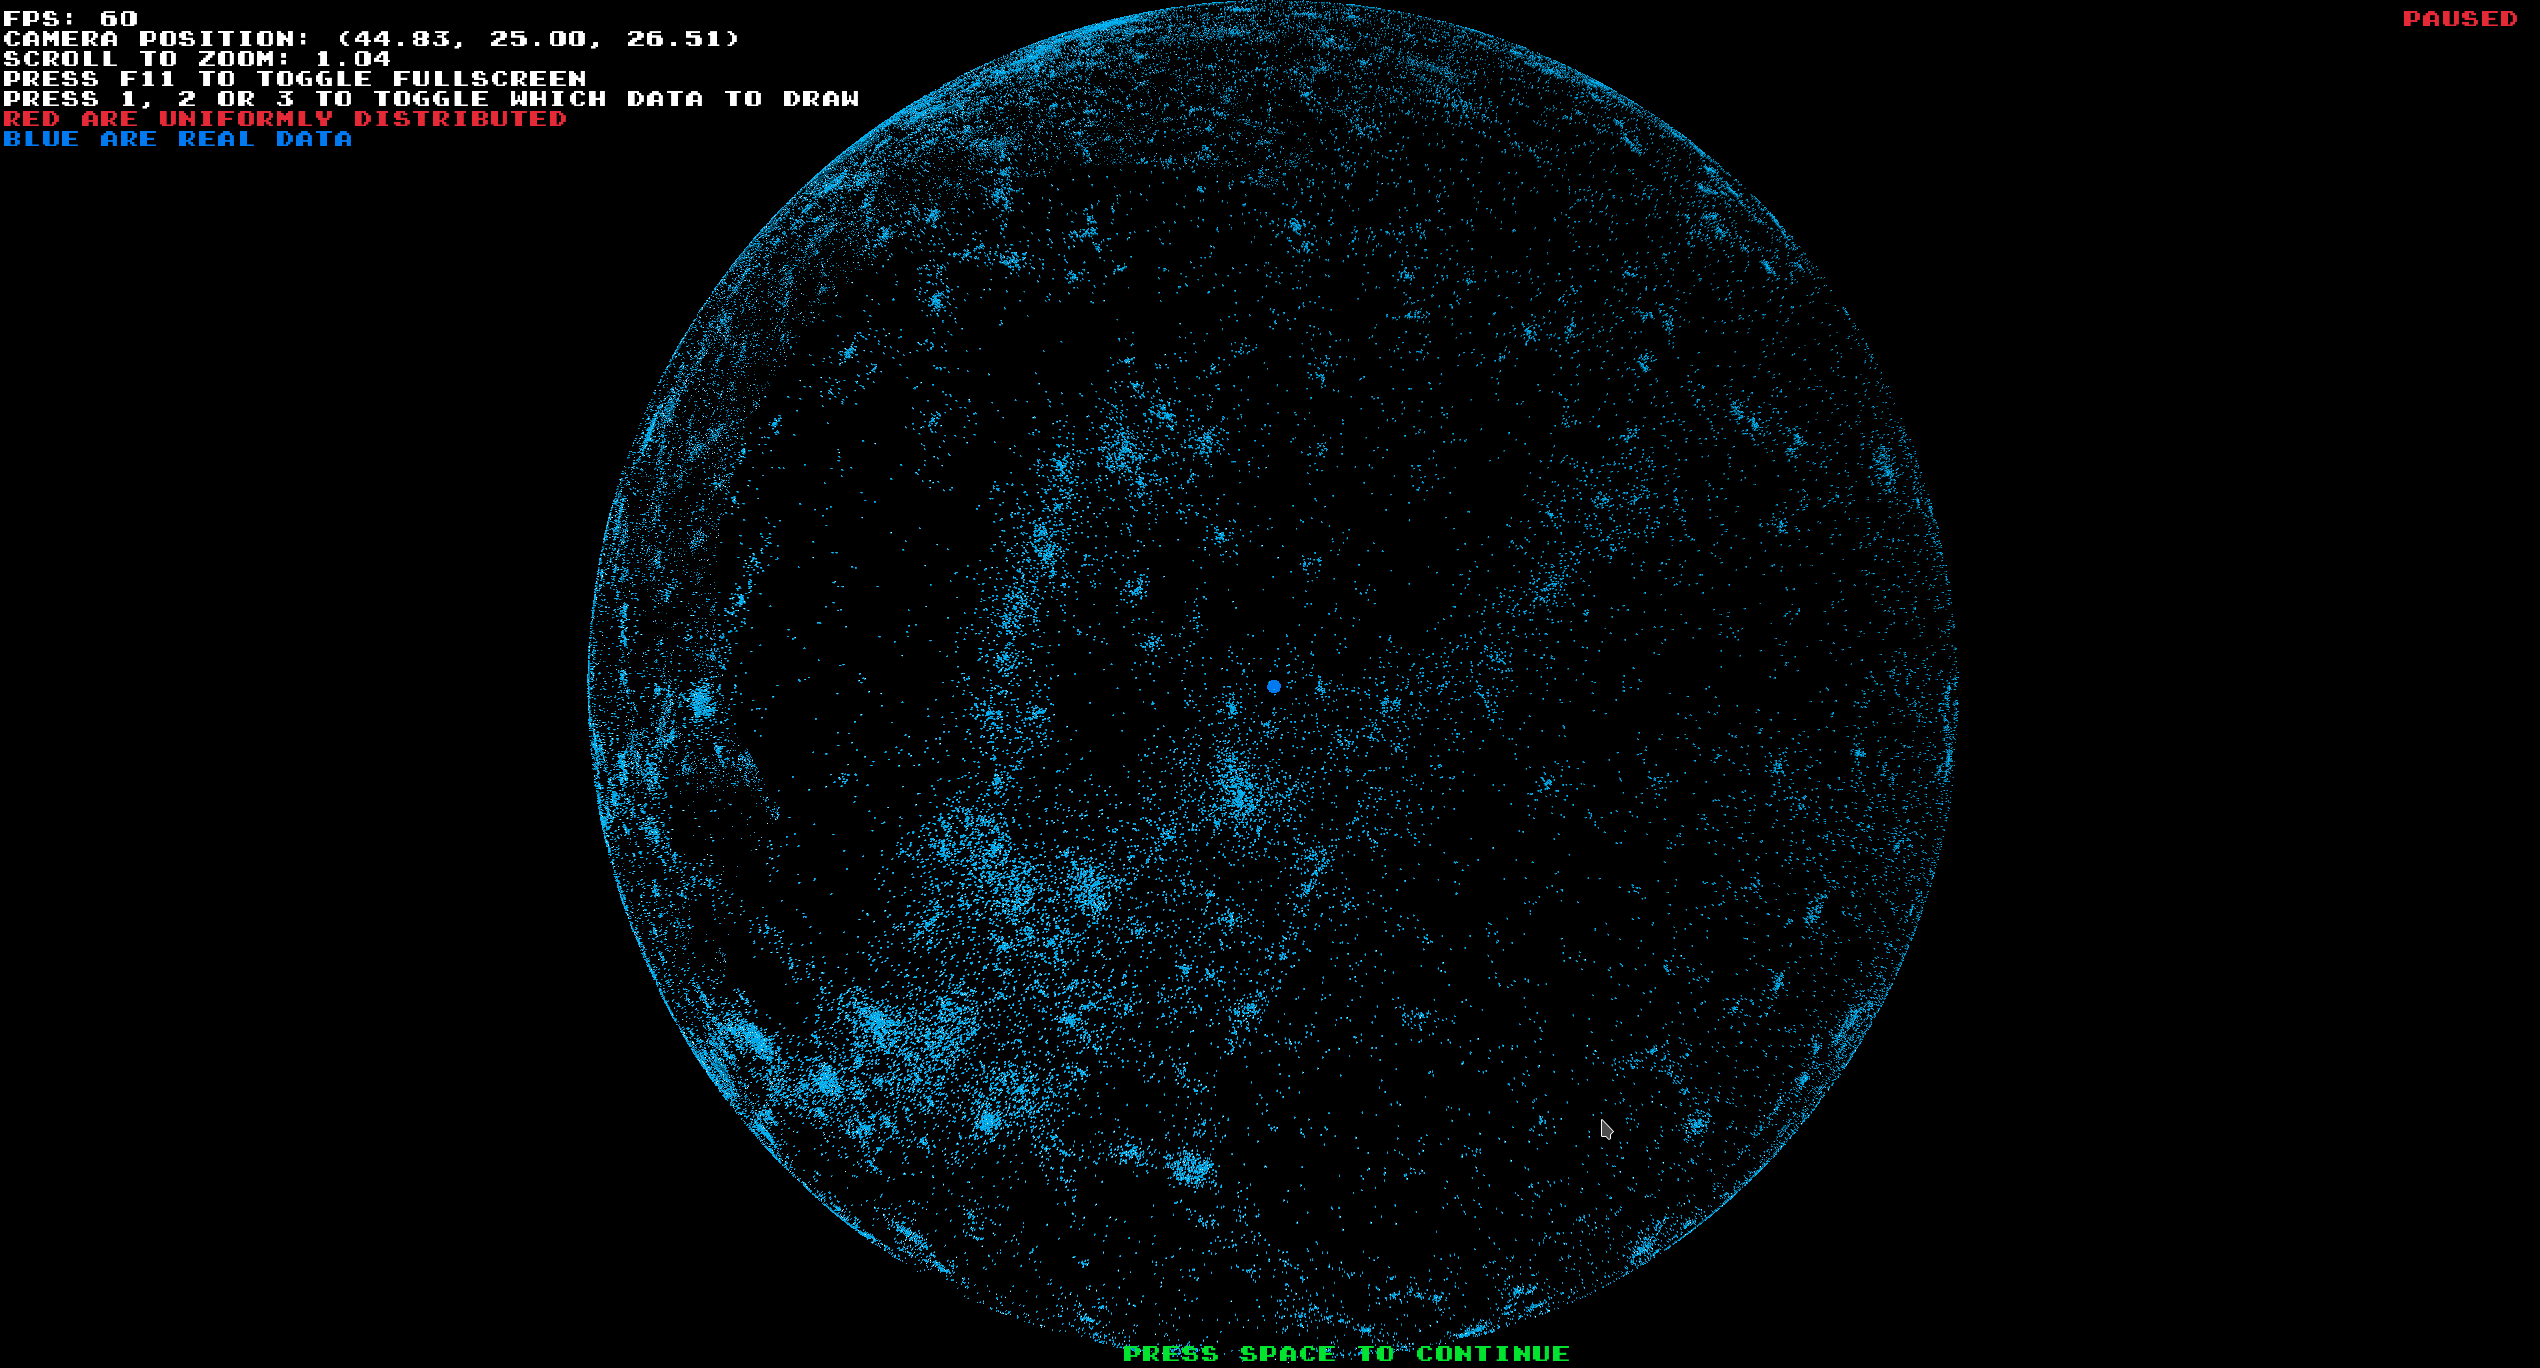 FPS: 60
PAUSED
CAMERA POSITION: (44.83, 25.00, 26.51)
SCROLL TO ZOOM: 1.04
PRESS F11 TO TOGGLE FULLSCREEN
PRESS 1, 2 OR 3 TO TOGGLE WHICH DATA TO DRAW
RED ARE UNIFORMLY DISTRIBUTED
BLUE ARE REAL DATA
PRESS SPACE TO CONTINUE